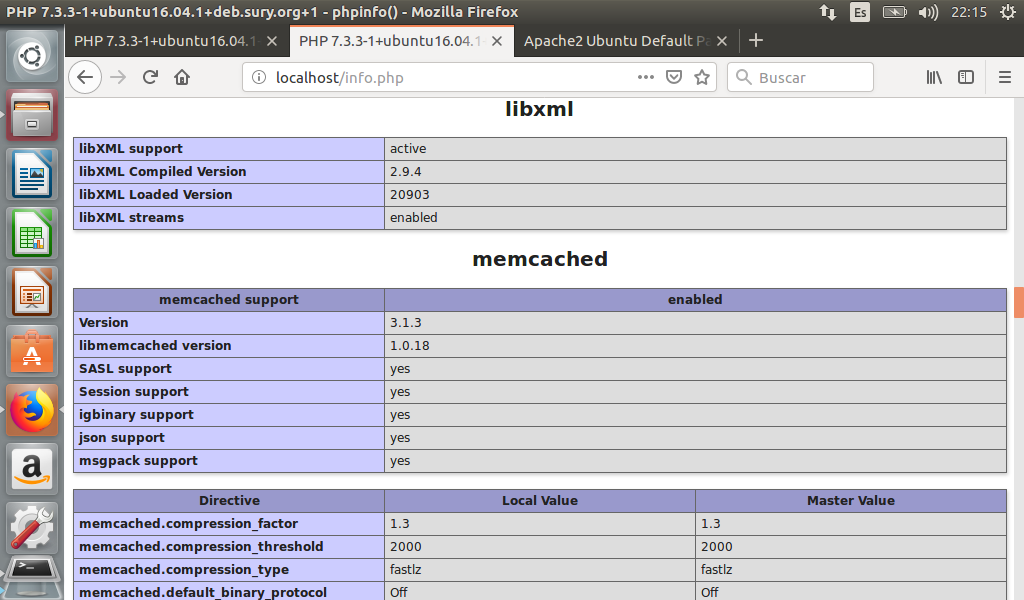 PHP 7.3.3-1+ubuntu16.04.1+deb.sury.org+1 - phpinfo() - Mozilla Firefox
Es
22:15
PHP 7.3.3-1+ubuntu16.04.1-
PHP 7.3.3-1+ubuntu16.04.1-
Apache2 Ubuntu Default Pa
localhost/info.php
Buscar
libxml
libXML support active
libXML Compiled Version 2.9.4
libXML Loaded Version 20903
libXML streams enabled
memcached
memcached support enabled
Version 3.1.3
libmemcached version 1.0.18
SASL support yes
Session support yes
igbinary support yes
json support yes
msgpack support yes
Directive Local Value Master Value
memcached.compression_factor 1.3 1.3
memcached.compression_threshold 2000 2000
memcached.compression_type fastlz fastlz
memcached.default_binary_protocol Off Off